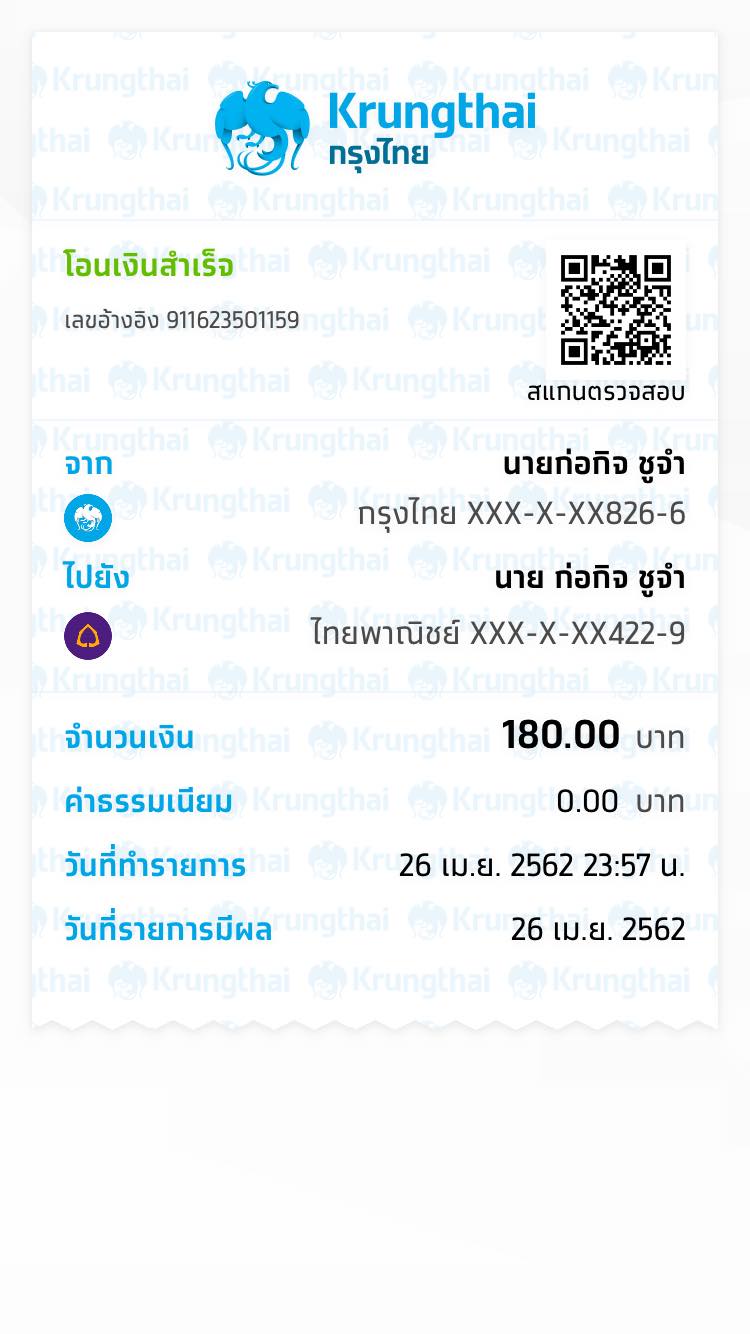 Krungthai
กรุงไทย
โอนเงินสำเร็จ
เลขอ้างอิง 911623501159
สแกนตรวจสอบ
จาก นายก่อกิจ ชูจำ
กรุงไทย XXX-X-XX826-6
ไปยัง นาย ก่อกิจ ชูจำ
ไทยพาณิชย์ XXX-X-XX422-9
จำนวนเงิน 180.00 บาท
ค่าธรรมเนียม 0.00 บาท
วันที่ทำรายการ 26 เม.ย. 2562 23:57 น.
วันที่รายการมีผล 26 เม.ย. 2562